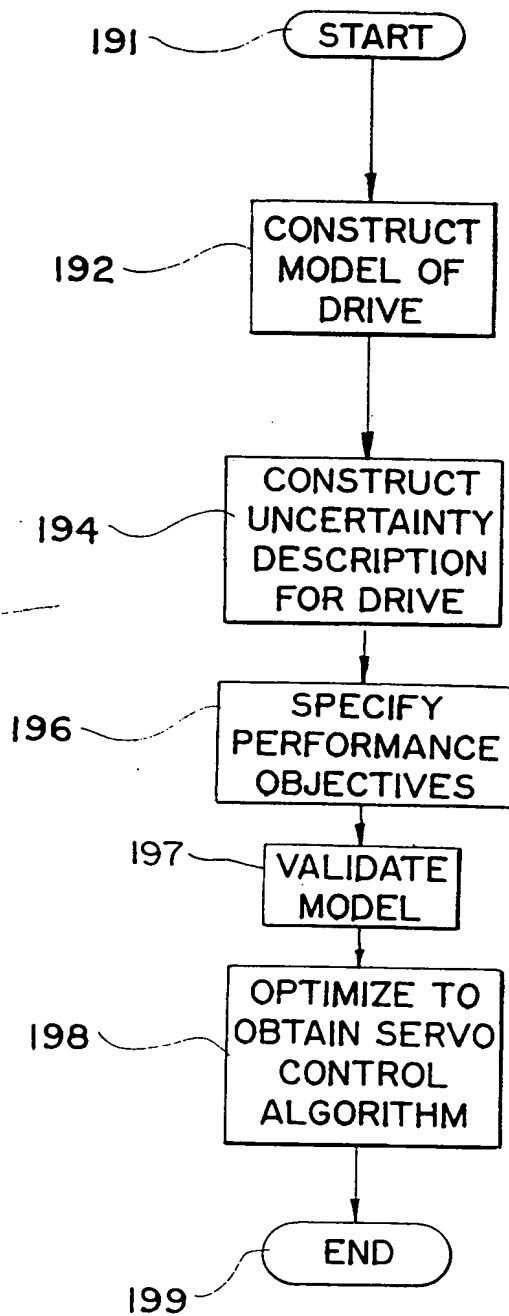 191
START
192
CONSTRUCT
MODEL OF
DRIVE
194
CONSTRUCT
UNCERTAINTY
DESCRIPTION
FOR DRIVE
196
SPECIFY
PERFORMANCE
OBJECTIVES
197
VALIDATE
MODEL
198
OPTIMIZE TO
OBTAIN SERVO
CONTROL
ALGORITHM
END
199